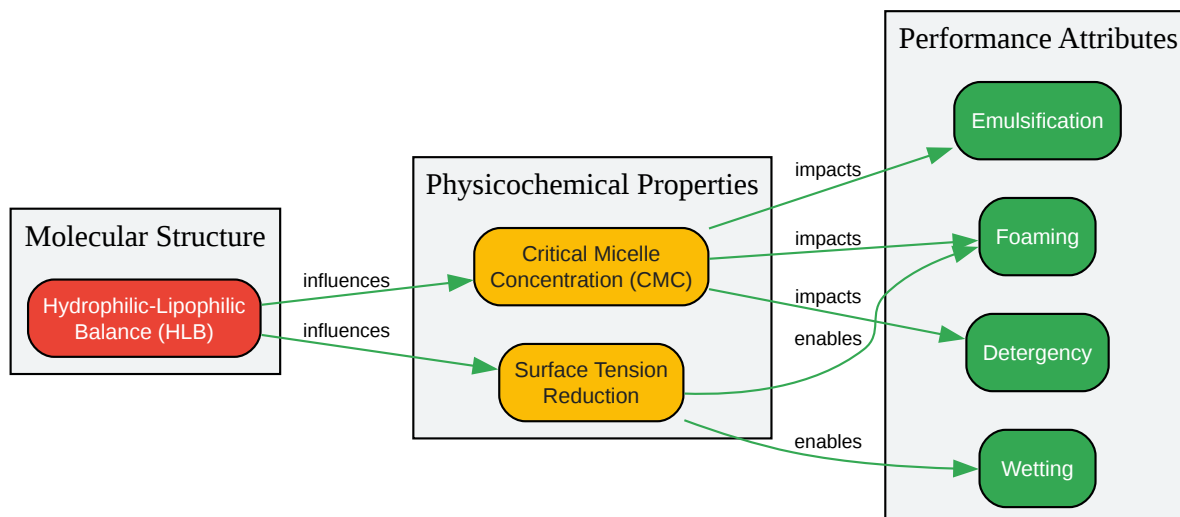 Molecular Structure
Hydrophilic-Lipophilic
Balance (HLB)
influences
influences
Physicochemical Properties
Critical Micelle
Concentration (CMC)
Surface Tension
Reduction
impacts
impacts
impacts
enables
enables
Performance Attributes
Emulsification
Foaming
Detergency
Wetting